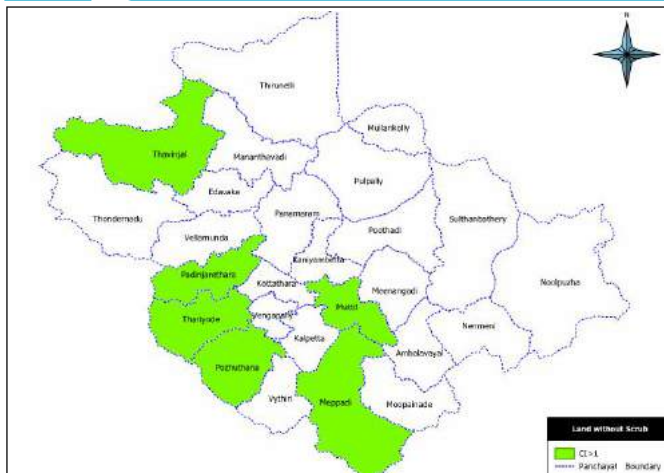 N
Thirunelli
Mullankolly
Thavinjal
Mananthavadi
Pulpally
Edavaka
Sulthanbathery
Thondernadu
Panamaram
Poothadi
Vellamunda
Kaniyambetta
Padinjarethara
Noolpuzha
Kottathara
Meenangadi
Muttil
Thariyode
Vengapally
Nenmeni
Kalpetta
Ambalavayal
Pozhuthana
Vythiri
Meppadi
Moopainade
Land without Scrub
CI>1
Panchayat Boundary